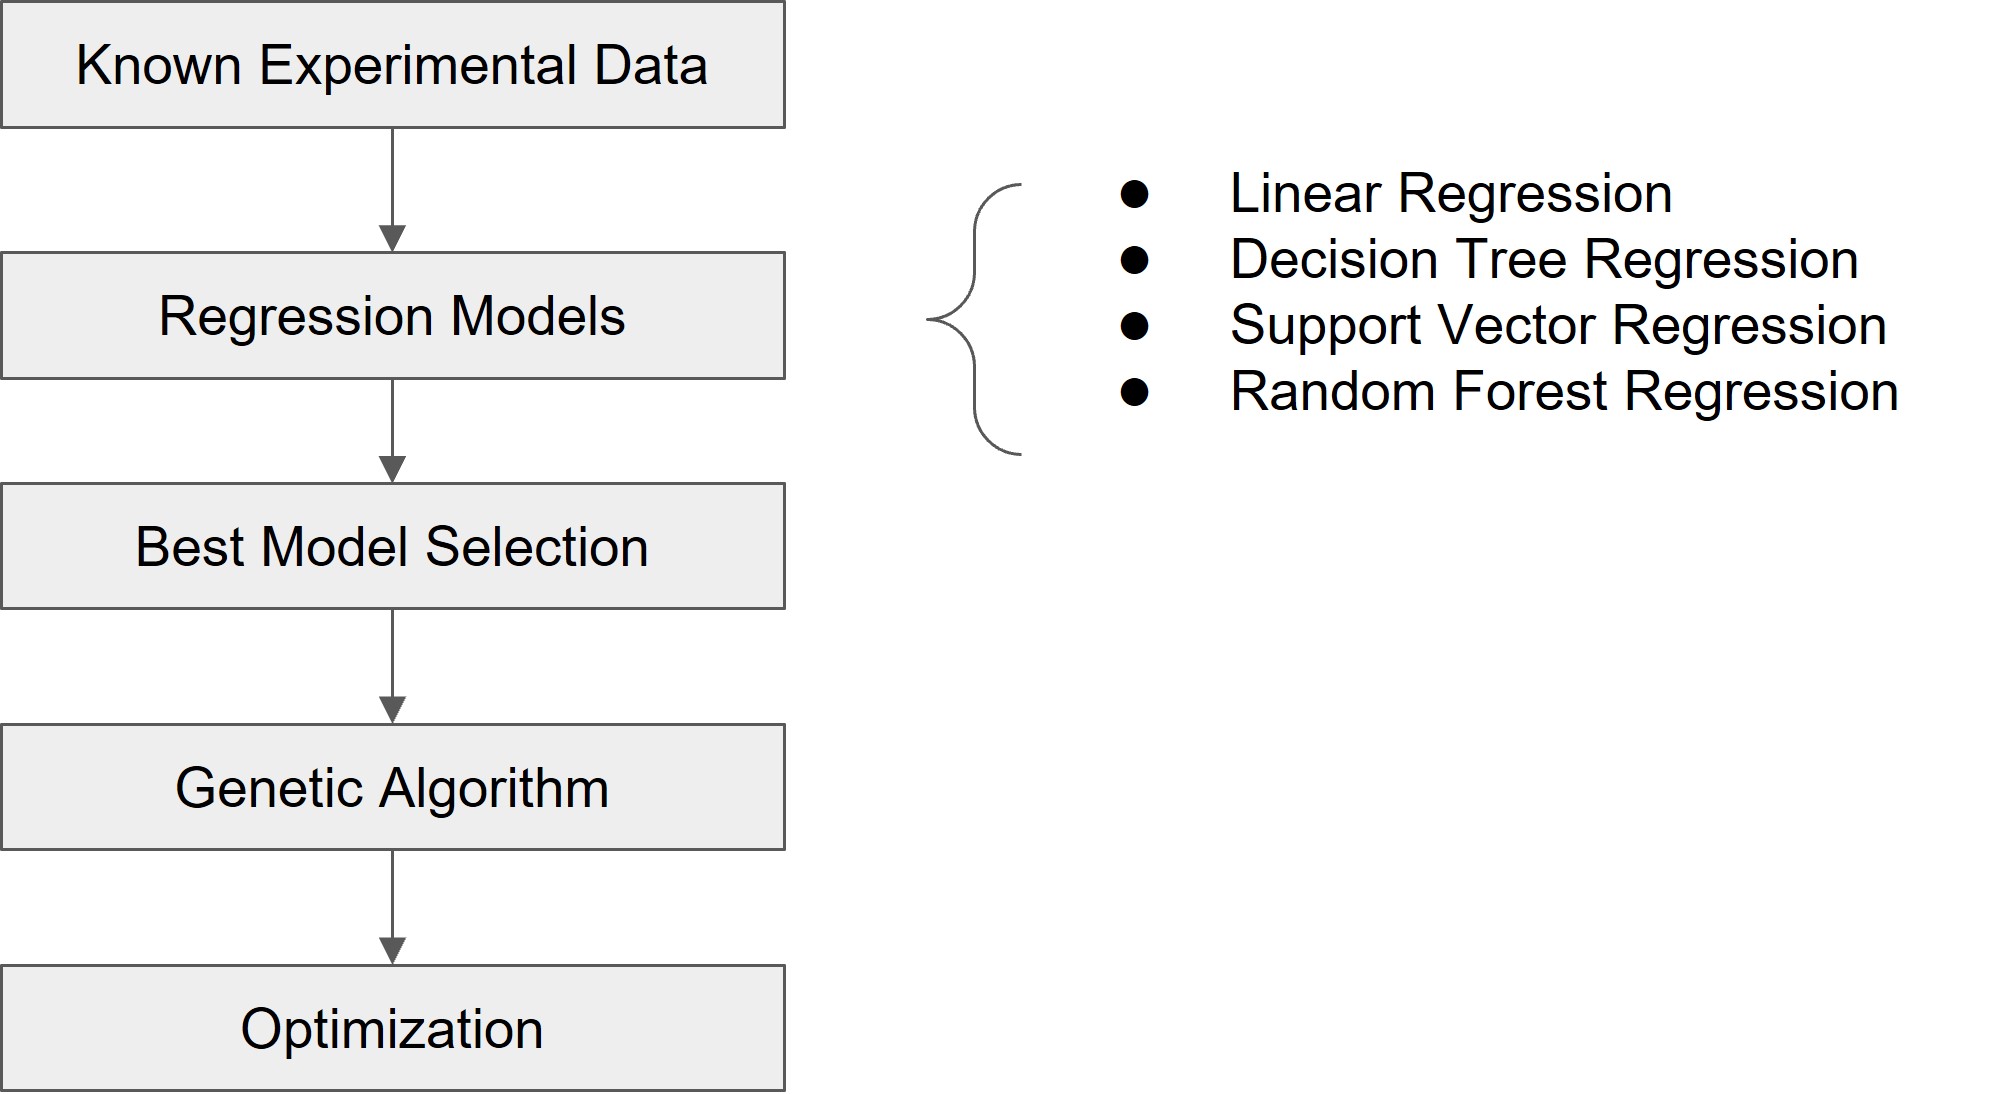 Known Experimental Data
Regression Models
● Linear Regression
● Decision Tree Regression
● Support Vector Regression
● Random Forest Regression
Best Model Selection
Genetic Algorithm
Optimization